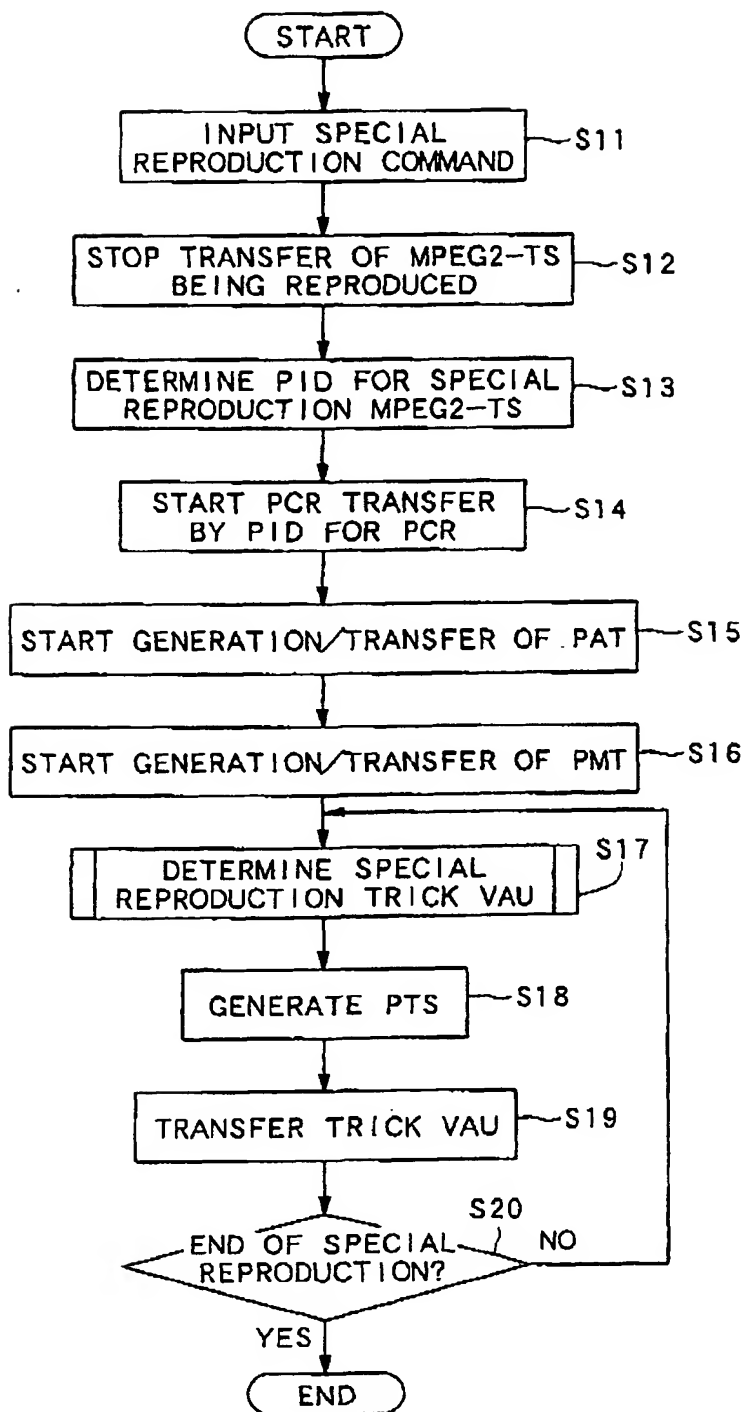 START
INPUT SPECIAL
REPRODUCTION COMMAND
S11
STOP TRANSFER OF MPEG2-TS
BEING REPRODUCED
S12
DETERMINE PID FOR SPECIAL
REPRODUCTION MPEG2-TS
S13
START PCR TRANSFER
BY PID FOR PCR
S14
START GENERATION/TRANSFER OF PAT
S15
START GENERATION/TRANSFER OF PMT
S16
DETERMINE SPECIAL
REPRODUCTION TRICK VAU
S17
GENERATE PTS
S18
TRANSFER TRICK VAU
S19
END OF SPECIAL
REPRODUCTION?
S20
NO
YES
END